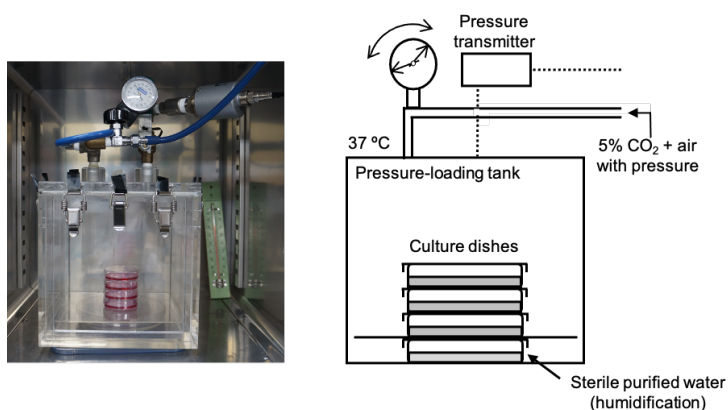 Pressure
transmitter
37 ºC
5% CO₂ + air
with pressure
Pressure-loading tank
Culture dishes
Sterile purified water
(humidification)